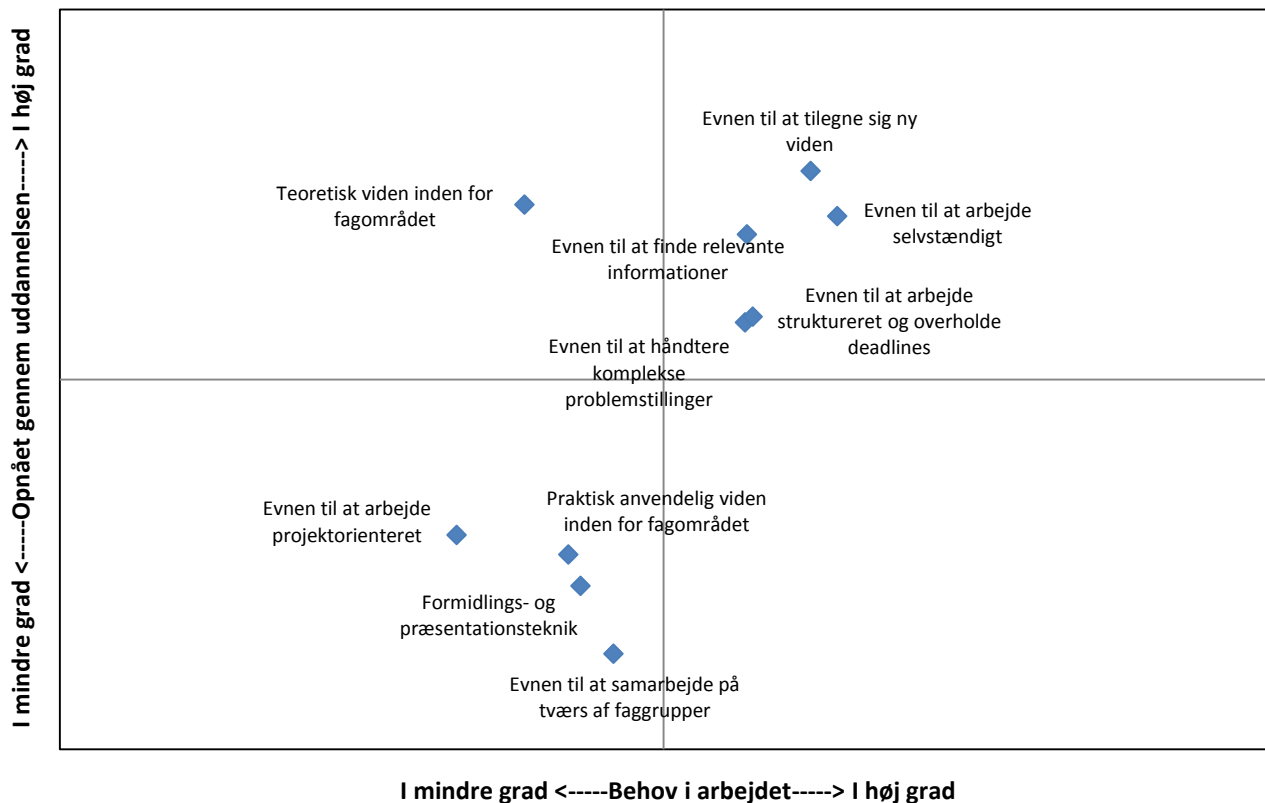 I mindre grad <-----Opnået gennem uddannelsen-----> I høj grad
Evnen til at tilegne sig ny
viden
Teoretisk viden inden for
fagområdet
Evnen til at arbejde
selvstændigt
Evnen til at finde relevante
informationer
Evnen til at arbejde
struktureret og overholde
deadlines
Evnen til at håndtere
komplekse
problemstillinger
Evnen til at arbejde
projektorienteret
Praktisk anvendelig viden
inden for fagområdet
Formidlings- og
præsentationsteknik
Evnen til at samarbejde på
tværs af faggrupper
I mindre grad <-----Behov i arbejdet-----> I høj grad